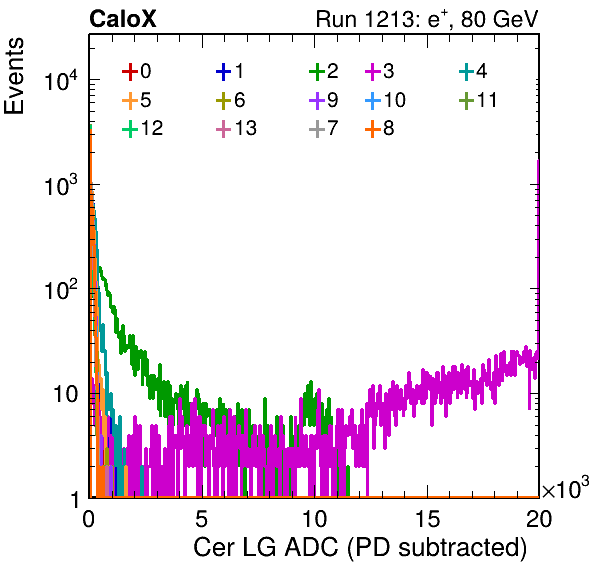 CaloX Run 1213: e⁺, 80 GeV
Events
0 1 2 3 4
5 6 9 10 11
12 13 7 8
10⁴
10³
10²
10
1
0 5 10 15 20 ×10³
Cer LG ADC (PD subtracted)